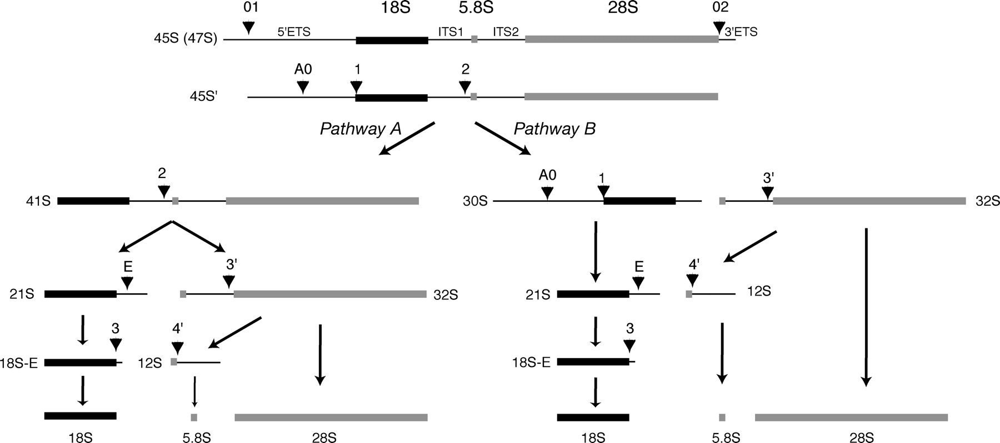 01 18S 5.8S 28S 02
45S (47S) 5'ETS ITS1 ITS2 3'ETS
A0 1 2
45S'
Pathway A Pathway B
2 A0 1 3'
41S 30S 32S
E 3' E 4'
21S 32S 21S 12S
3 4' 3
18S-E 12S 18S-E
18S 5.8S 28S 18S 5.8S 28S